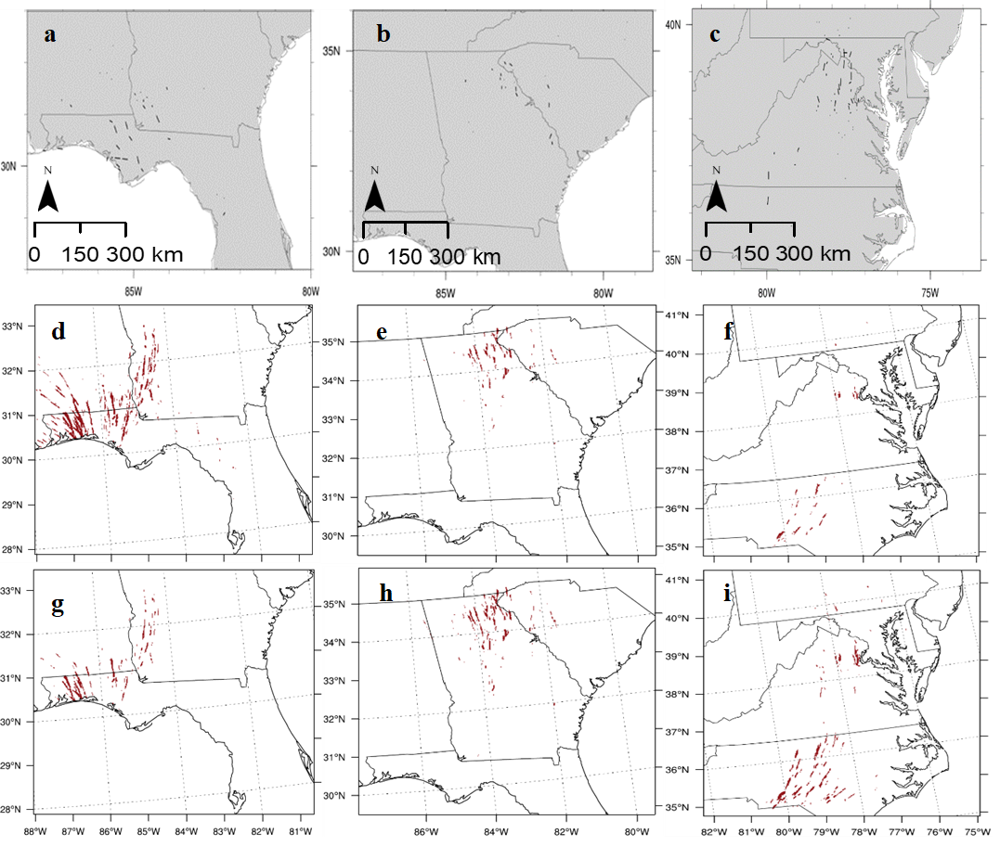 a
30N
N
0 150 300 km
85W 80W
b
35N
N
0 150 300 km
30N
85W 80W
c
40N
N
0 150 300 km
35N
80W 75W
d
33°N
32°N
31°N
30°N
29°N
28°N
e
35°N
34°N
33°N
32°N
31°N
30°N
f
41°N
40°N
39°N
38°N
37°N
36°N
35°N
g
33°N
32°N
31°N
30°N
29°N
28°N
88°W 87°W 86°W 85°W 84°W 83°W 82°W 81°W
h
35°N
34°N
33°N
32°N
31°N
30°N
86°W 84°W 82°W 80°W
i
41°N
40°N
39°N
38°N
37°N
36°N
35°N
82°W 81°W 80°W 79°W 78°W 77°W 76°W 75°W